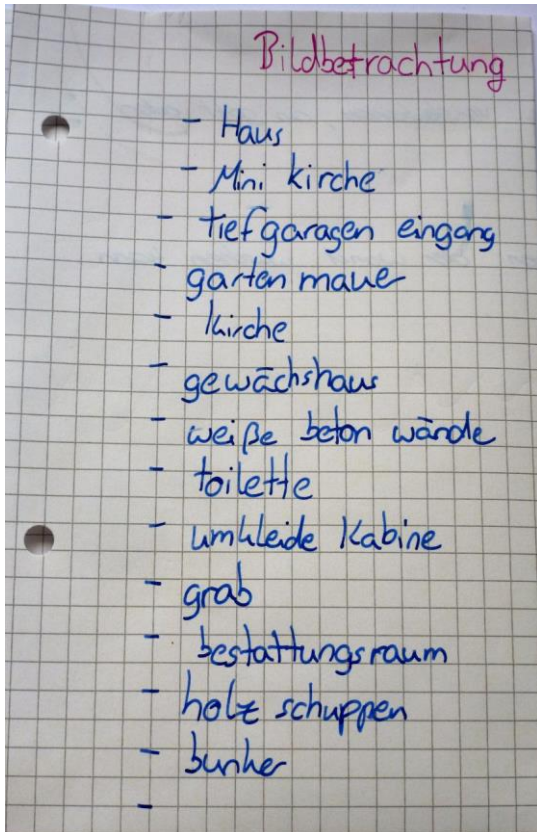 Bildbetrachtung
- Haus
- Mini kirche
- tiefgaragen eingang
- garten mauer
- kirche
- gewächshaus
- weiße beton wände
- toilette
- umkleide Kabine
- grab
- bestattungsraum
- holz schuppen
- bunker
-